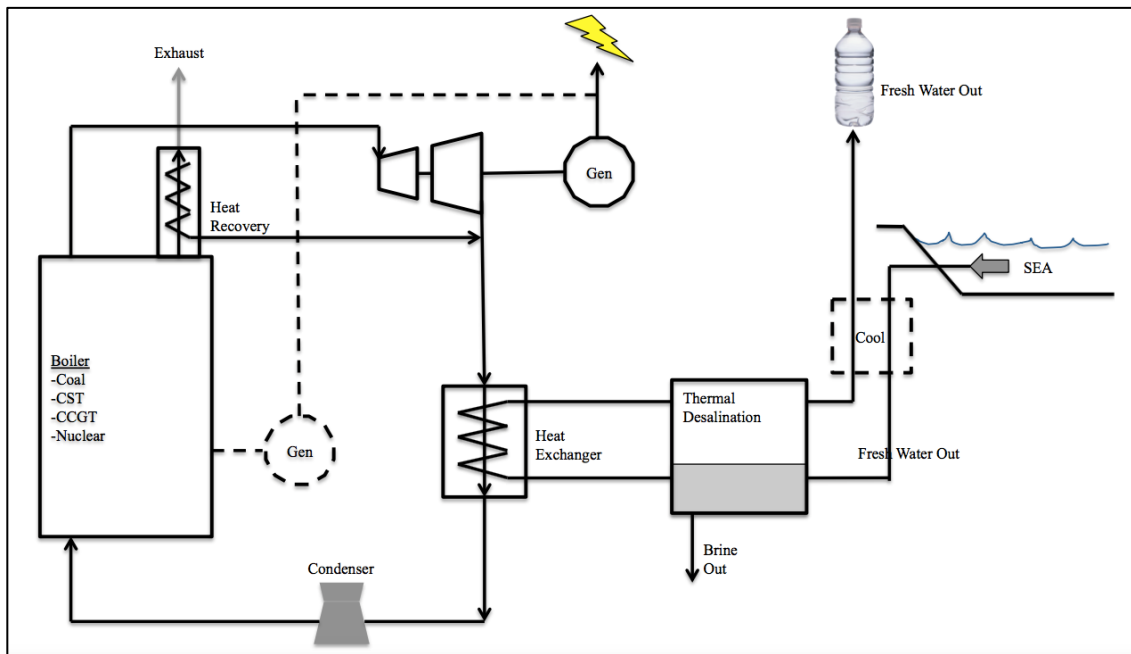 Exhaust
Fresh Water Out
Gen
Heat
Recovery
SEA
Cool
Boiler
-Coal
-CST
-CCGT
-Nuclear
Gen
Thermal
Desalination
Heat
Exchanger
Fresh Water Out
Brine
Out
Condenser